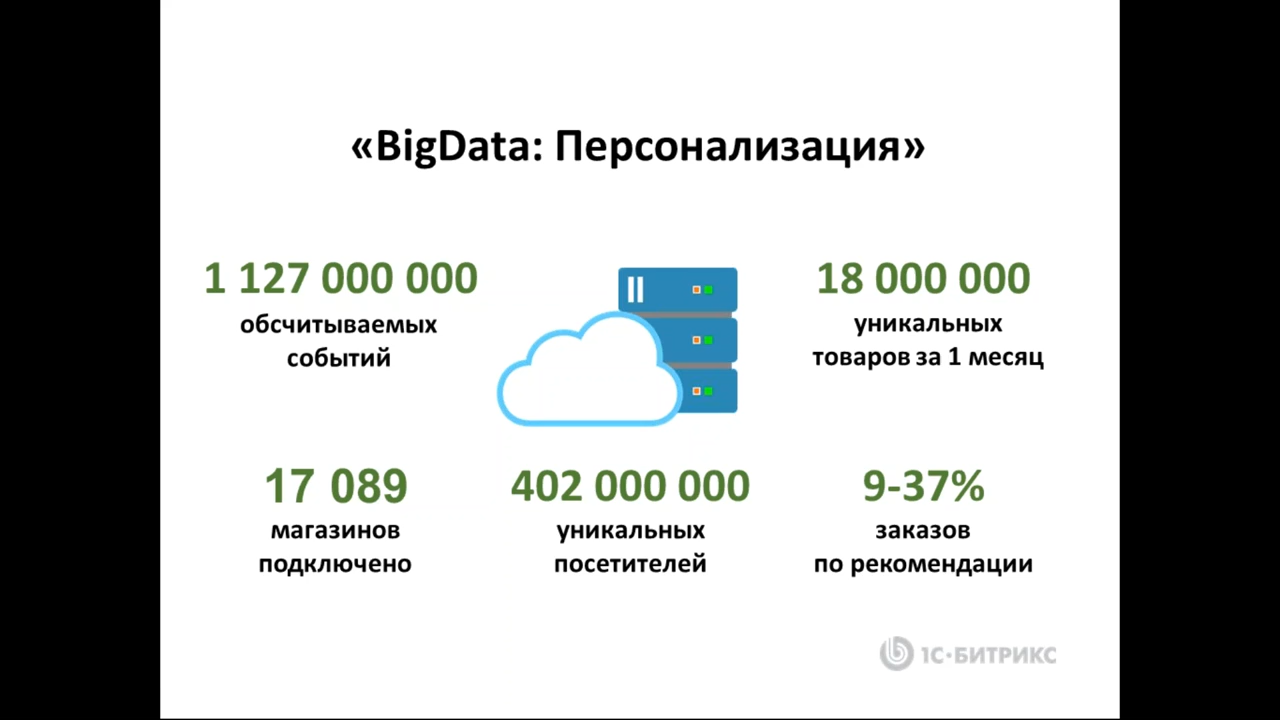 «BigData: Персонализация»
1 127 000 000
обсчитываемых
событий
18 000 000
уникальных
товаров за 1 месяц
17 089
магазинов
подключено
402 000 000
уникальных
посетителей
9-37%
заказов
по рекомендации
1С·БИТРИКС